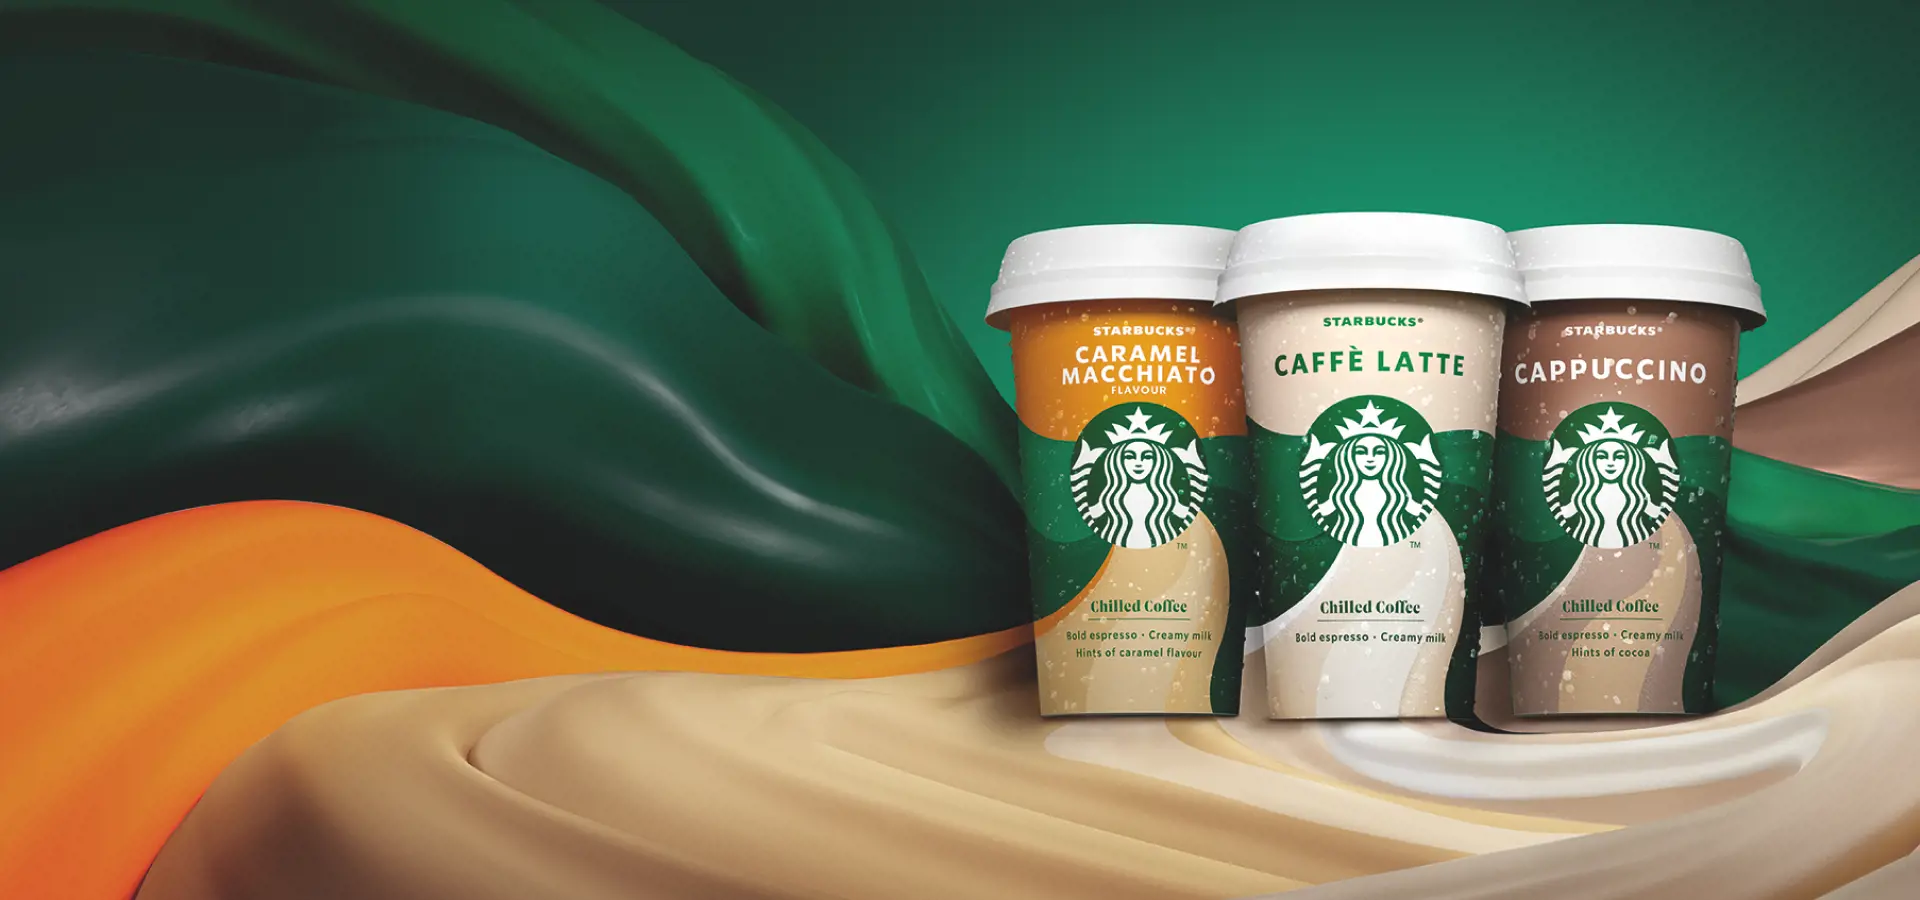 STARBUCKS®
CARAMEL
MACCHIATO
FLAVOUR
TM
Chilled Coffee
Bold espresso · Creamy milk
Hints of caramel flavour
STARBUCKS®
CAFFÈ LATTE
TM
Chilled Coffee
Bold espresso · Creamy milk
STARBUCKS®
CAPPUCCINO
TM
Chilled Coffee
Bold espresso · Creamy milk
Hints of cocoa